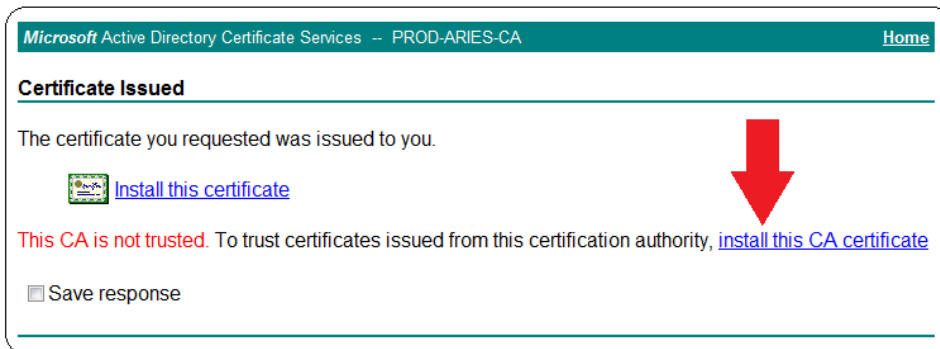 Microsoft Active Directory Certificate Services -- PROD-ARIES-CA Home
Certificate Issued
The certificate you requested was issued to you.
Install this certificate
This CA is not trusted. To trust certificates issued from this certification authority, install this CA certificate
Save response